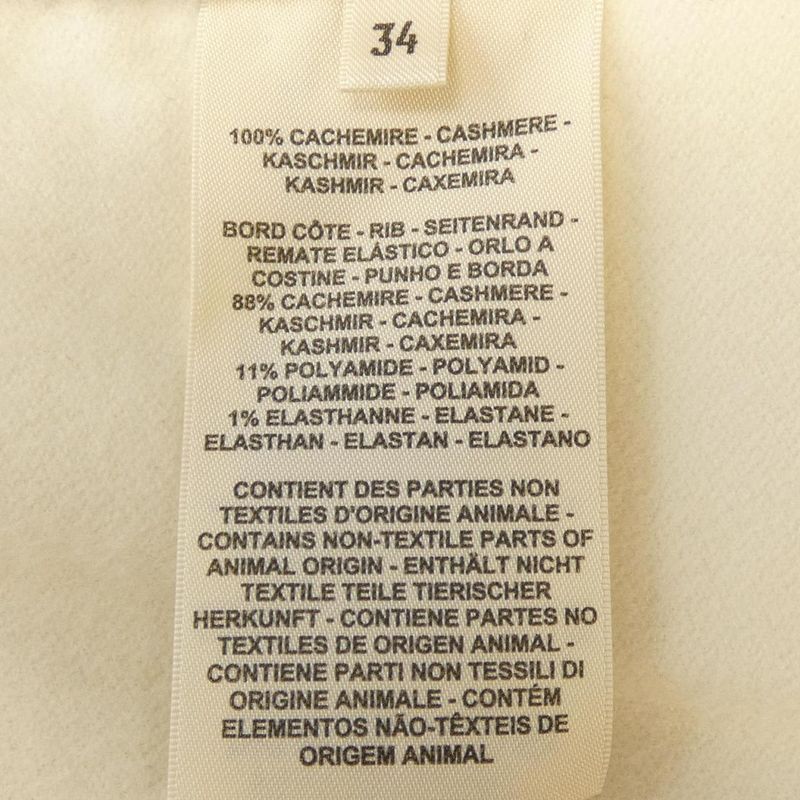 34
100% CACHEMIRE - CASHMERE -
KASCHMIR - CACHEMIRA -
KASHMIR - CAXEMIRA
BORD CÔTE - RIB - SEITENRAND -
REMATE ELÁSTICO - ORLO A
COSTINE - PUNHO E BORDA
88% CACHEMIRE - CASHMERE -
KASCHMIR - CACHEMIRA -
KASHMIR - CAXEMIRA
11% POLYAMIDE - POLYAMID -
POLIAMMIDE - POLIAMIDA
1% ELASTHANNE - ELASTANE -
ELASTHAN - ELASTAN - ELASTANO
CONTIENT DES PARTIES NON
TEXTILES D'ORIGINE ANIMALE -
CONTAINS NON-TEXTILE PARTS OF
ANIMAL ORIGIN - ENTHÄLT NICHT
TEXTILE TEILE TIERISCHER
HERKUNFT - CONTIENE PARTES NO
TEXTILES DE ORIGEN ANIMAL -
CONTIENE PARTI NON TESSILI DI
ORIGINE ANIMALE - CONTÉM
ELEMENTOS NÃO-TÊXTEIS DE
ORIGEM ANIMAL